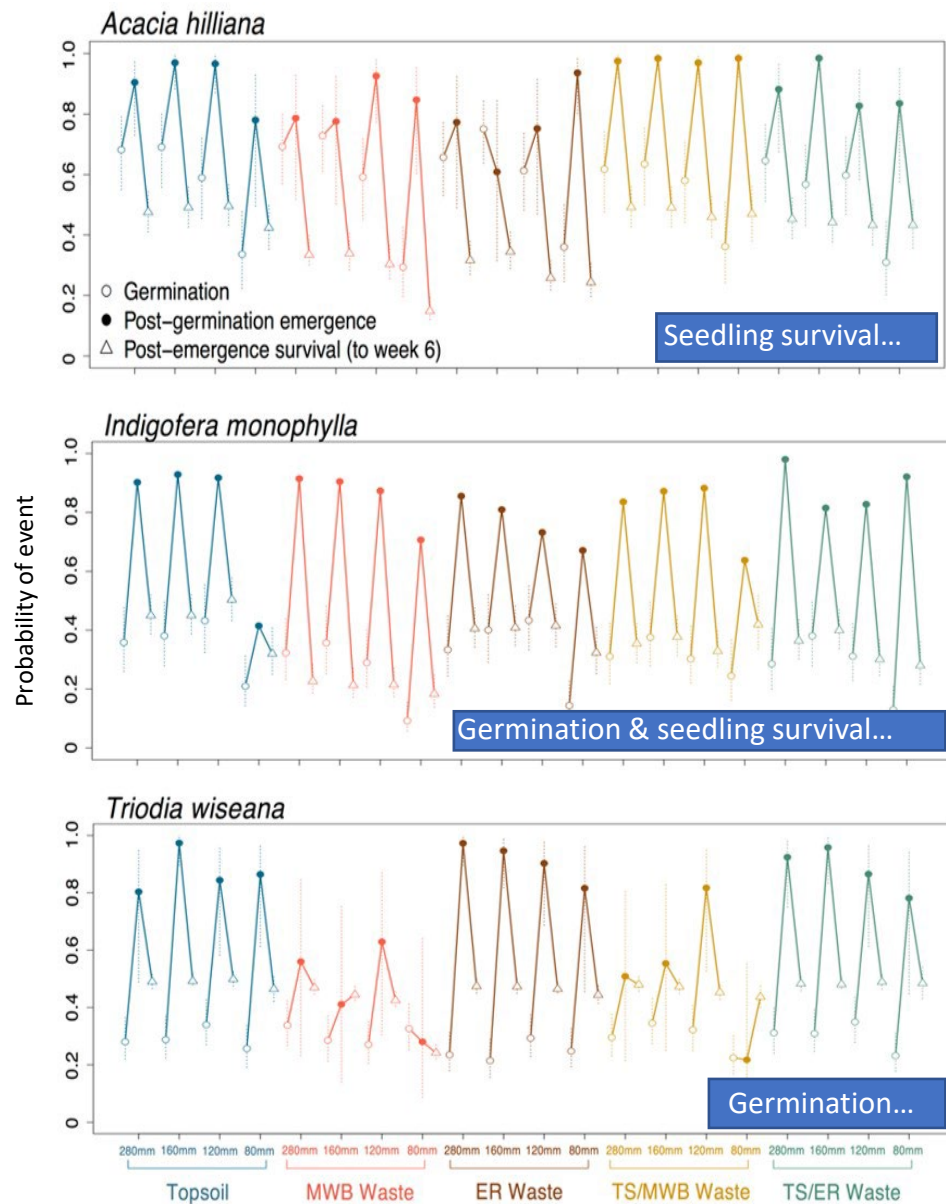 Acacia hilliana
1.0
0.8
0.6
0.4
0.2
0
Germination
Post-germination emergence
Post-emergence survival (to week 6)
Seedling survival...
Indigofera monophylla
1.0
0.8
0.6
0.4
0.2
0
Probability of event
Germination & seedling survival...
Triodia wiseana
1.0
0.8
0.6
0.4
0.2
0
Germination...
280mm 160mm 120mm 80mm 280mm 160mm 120mm 80mm 280mm 160mm 120mm 80mm 280mm 160mm 120mm 80mm 280mm 160mm 120mm 80mm
Topsoil MWB Waste ER Waste TS/MWB Waste TS/ER Waste